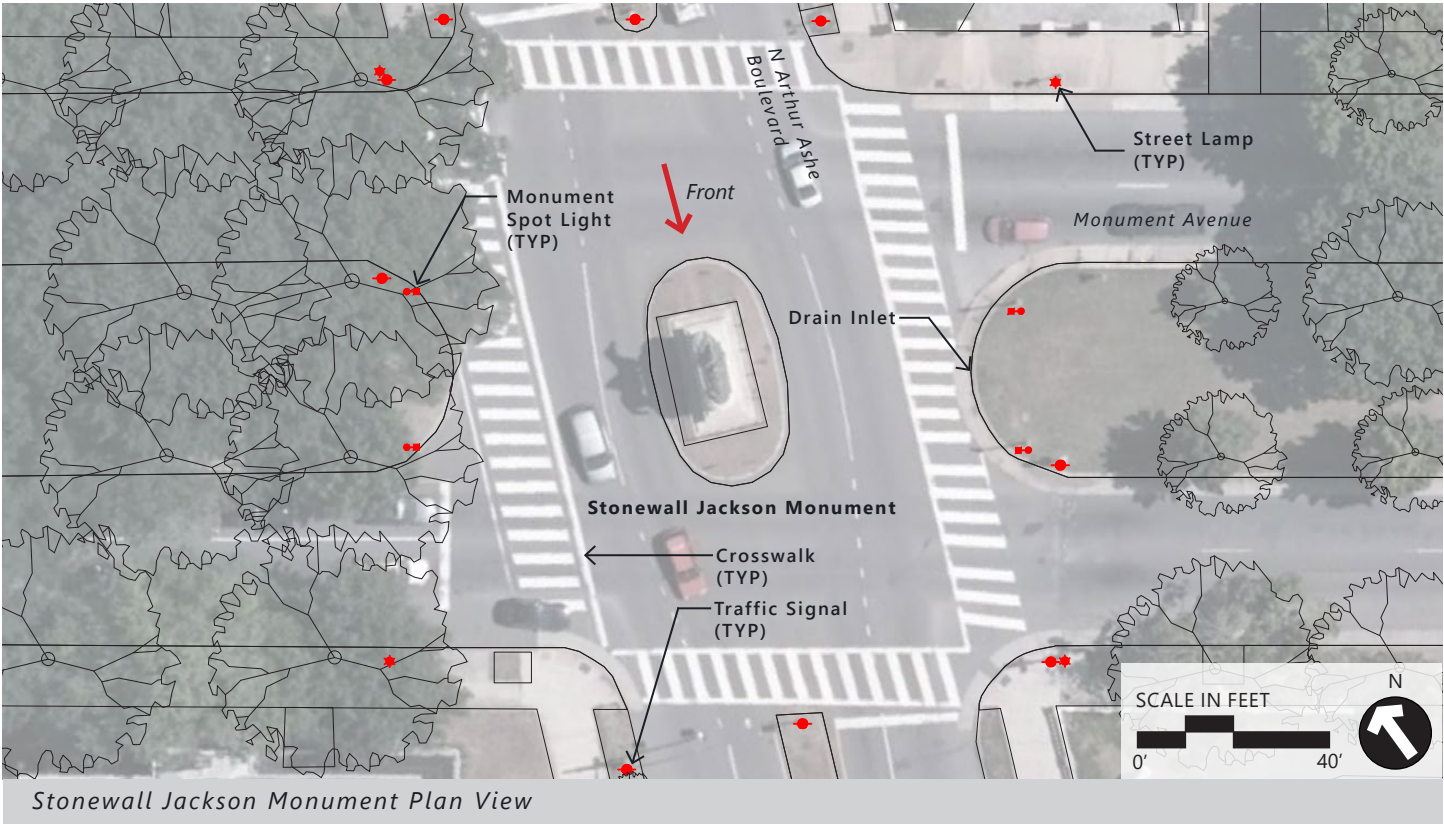 N Arthur Ashe
Boulevard
Street Lamp
(TYP)
Monument
Spot Light
(TYP)
Front
Monument Avenue
Drain Inlet
Stonewall Jackson Monument
Crosswalk
(TYP)
Traffic Signal
(TYP)
SCALE IN FEET
0'
40'
N
Stonewall Jackson Monument Plan View